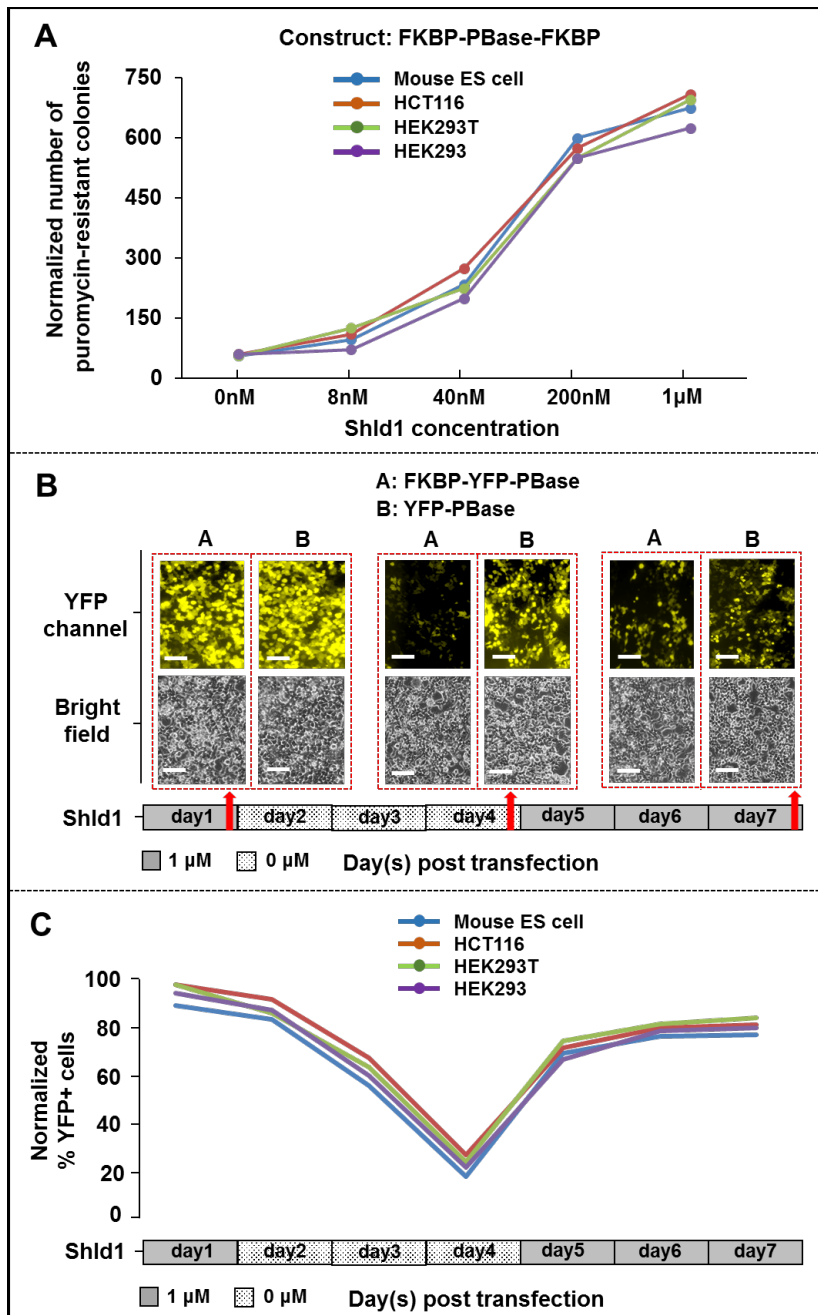 A
Construct: FKBP-PBase-FKBP
Mouse ES cell
HCT116
HEK293T
HEK293
Normalized number of
puromycin-resistant colonies
750
600
450
300
150
0
0nM 8nM 40nM 200nM 1µM
Shld1 concentration
B
A: FKBP-YFP-PBase
B: YFP-PBase
A B A B A B
YFP
channel
Bright
field
Shld1 day1 day2 day3 day4 day5 day6 day7
1 µM 0 µM Day(s) post transfection
C
Mouse ES cell
HCT116
HEK293T
HEK293
Normalized
% YFP+ cells
100
80
60
40
20
0
Shld1 day1 day2 day3 day4 day5 day6 day7
1 µM 0 µM Day(s) post transfection